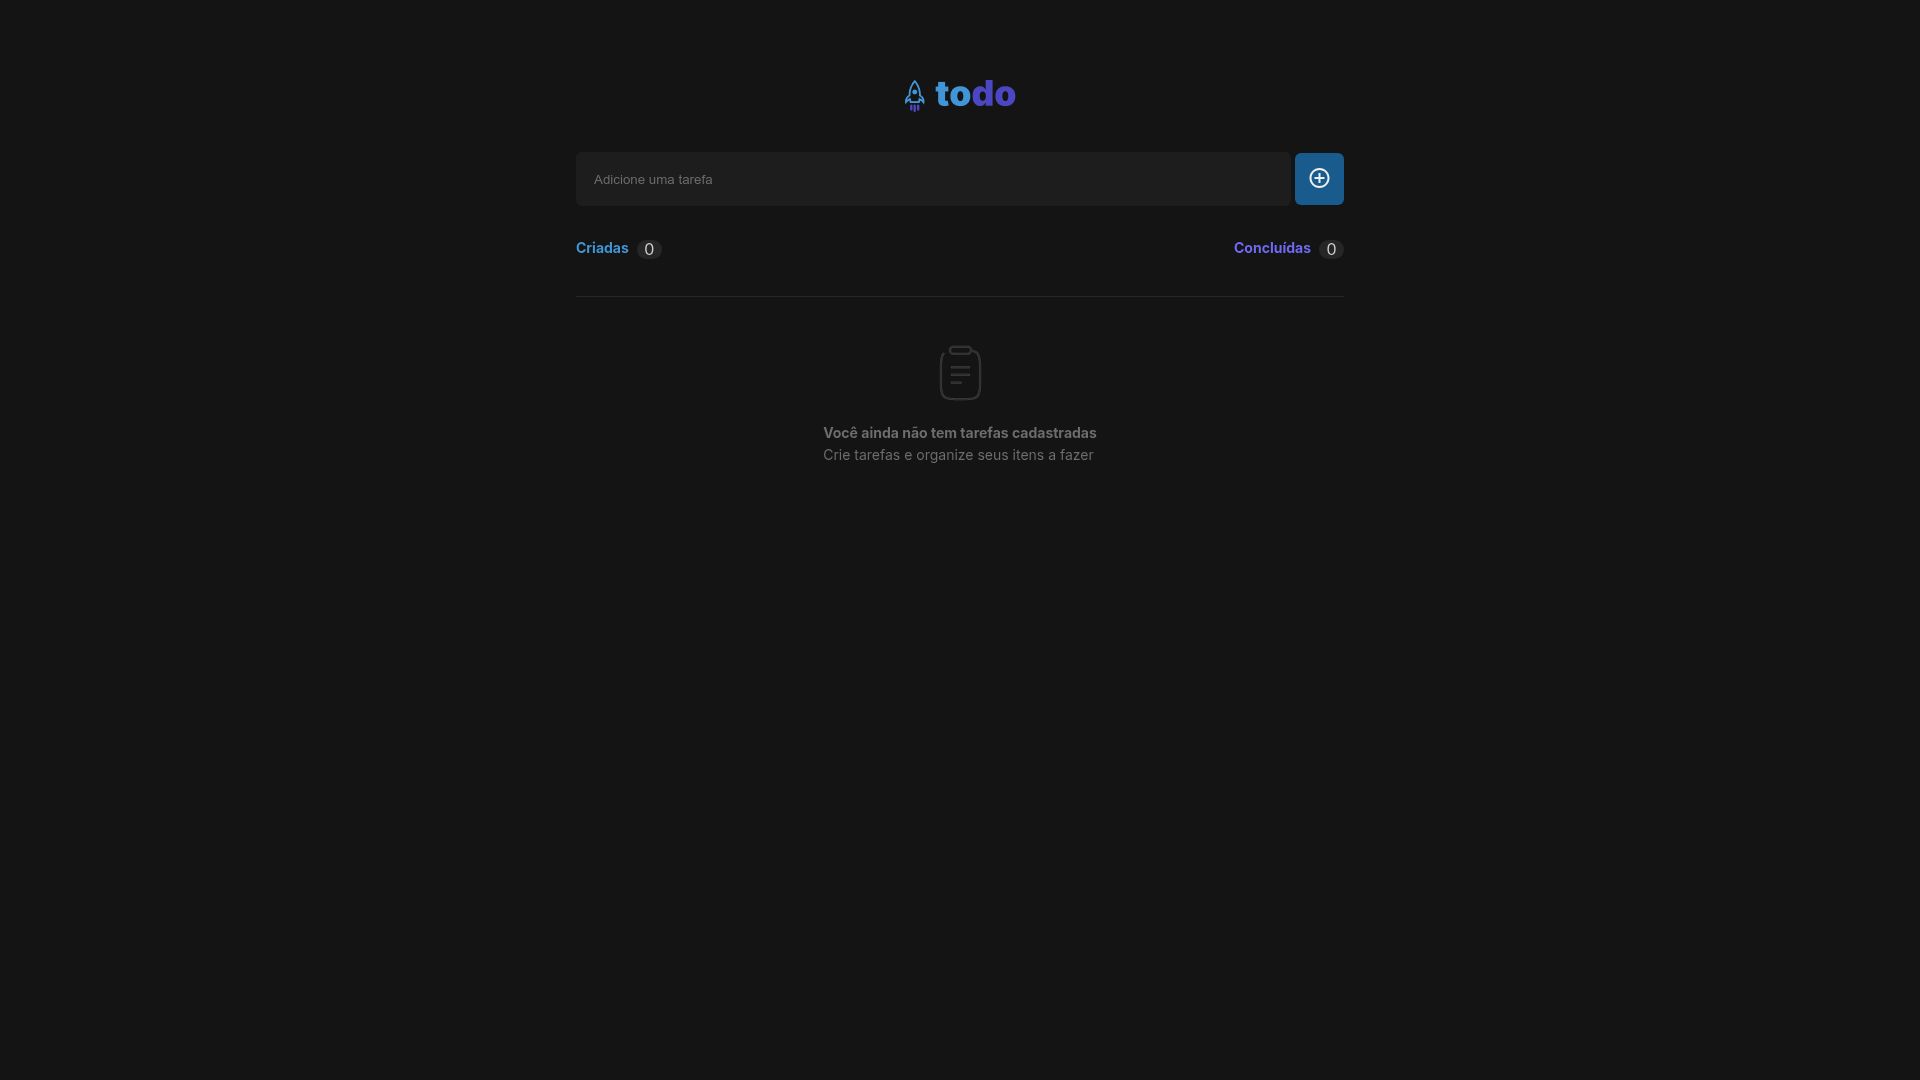 todo
Adicione uma tarefa
Criadas 0
Concluídas 0
Você ainda não tem tarefas cadastradas
Crie tarefas e organize seus itens a fazer